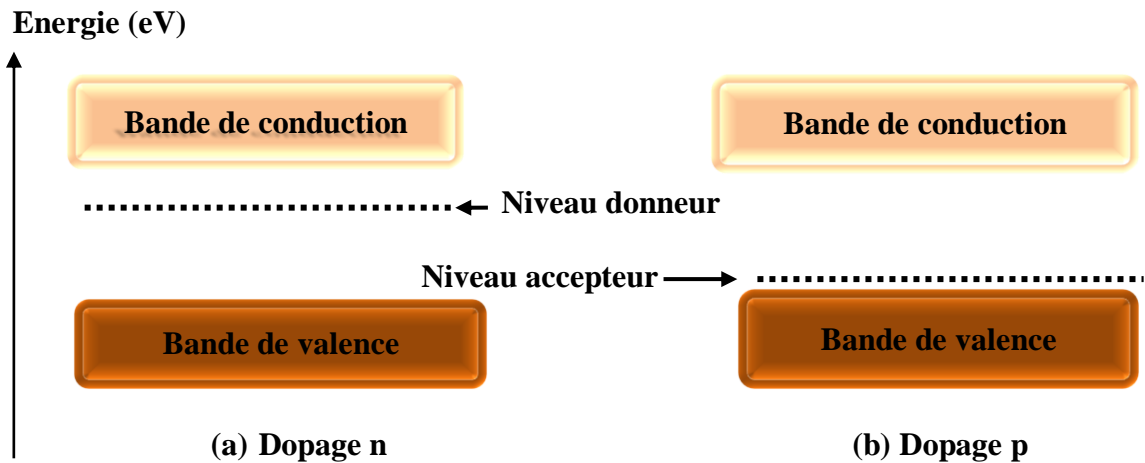 Energie (eV)
Bande de conduction
Bande de conduction
Niveau donneur
Niveau accepteur
Bande de valence
Bande de valence
(a) Dopage n
(b) Dopage p